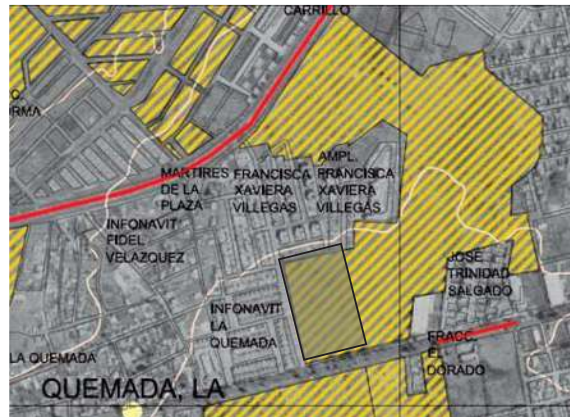 CARRILLO
C.
ORMA
MARTIRES
DE LA
PLAZA
FRANCISCA
XAVIERA
VILLEGAS
AMPL.
FRANCISCA
XAVIERA
VILLEGAS
INFONAVIT
FIDEL
VELAZQUEZ
JOSE
TRINIDAD
SALGADO
INFONAVIT
LA
QUEMADA
FRACC.
EL
DORADO
LA QUEMADA
QUEMADA, LA